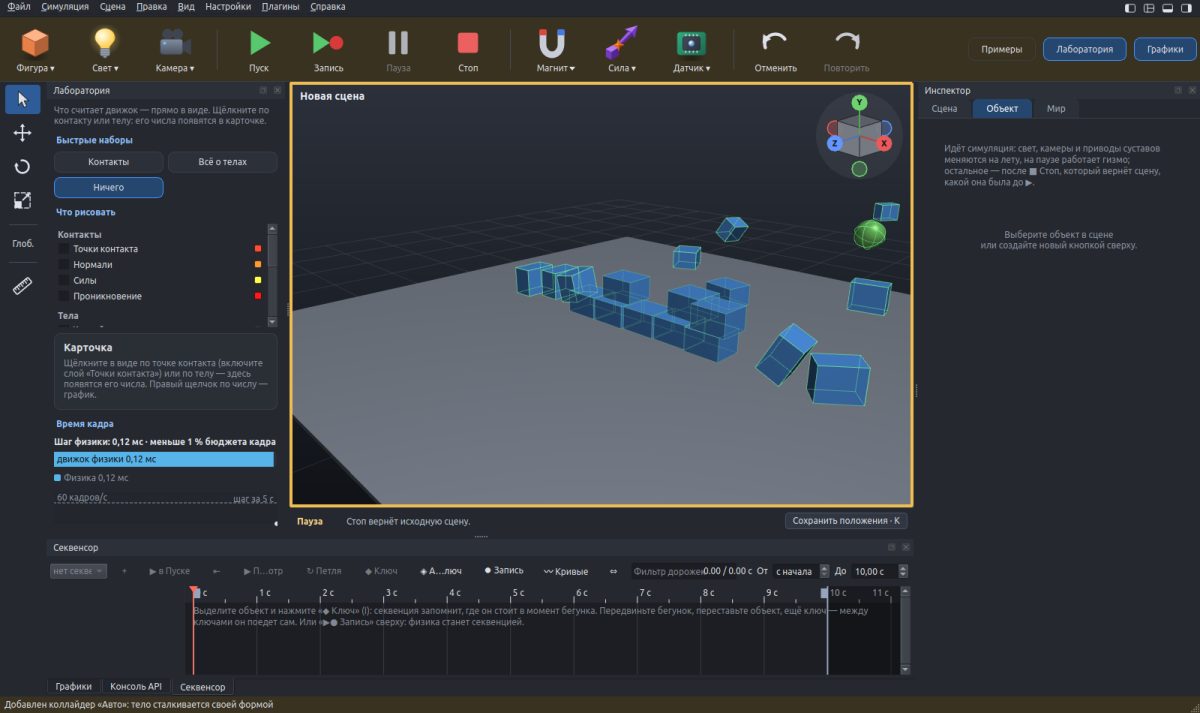 Файл Симуляция Сцена Правка Вид Настройки Плагины Справка
Фигура Свет Камера Пуск Запись Пауза Стоп Магнит Сила Датчик Отменить Повторить Примеры Лаборатория Графики
Лаборатория
Что считает движок — прямо в виде. Щёлкните по
контакту или телу: его числа появятся в карточке.
Быстрые наборы
Контакты Всё о телах
Ничего
Что рисовать
Контакты
Точки контакта
Нормали
Силы
Проникновение
Тела
Карточка
Щёлкните в виде по точке контакта (включите
слой «Точки контакта») или по телу — здесь
появятся его числа. Правый щелчок по числу —
график.
Время кадра
Шаг физики: 0,12 мс · меньше 1 % бюджета кадра
движок физики 0,12 мс
Физика 0,12 мс
60 кадров/с шаг за 5 с
Глоб.
Новая сцена
Y
Z X
Пауза Стоп вернёт исходную сцену. Сохранить положения · K
Инспектор
Сцена Объект Мир
Идёт симуляция: свет, камеры и приводы суставов
меняются на лету, на паузе работает гизмо;
остальное — после ■ Стоп, который вернёт сцену,
какой она была до ▶.
Выберите объект в сцене
или создайте новый кнопкой сверху.
Секвенсор
нет секве + ▶ в Пуске ⇤ ▶ П...отр ↻ Петля ◆ Ключ ◈ А...люч ● Запись Кривые ⇔ Фильтр дорожек 0.00 / 0.00 с От с начала До 10,00 с
с 1 с 2 с 3 с 4 с 5 с 6 с 7 с 8 с 9 с 10 с 11 с
Выделите объект и нажмите «◆ Ключ» (I): секвенция запомнит, где он стоит в момент бегунка. Передвиньте бегунок, переставьте объект, ещё ключ — между
ключами он поедет сам. Или «▶● Запись» сверху: физика станет секвенцией.
Графики Консоль API Секвенсор
Добавлен коллайдер «Авто»: тело сталкивается своей формой